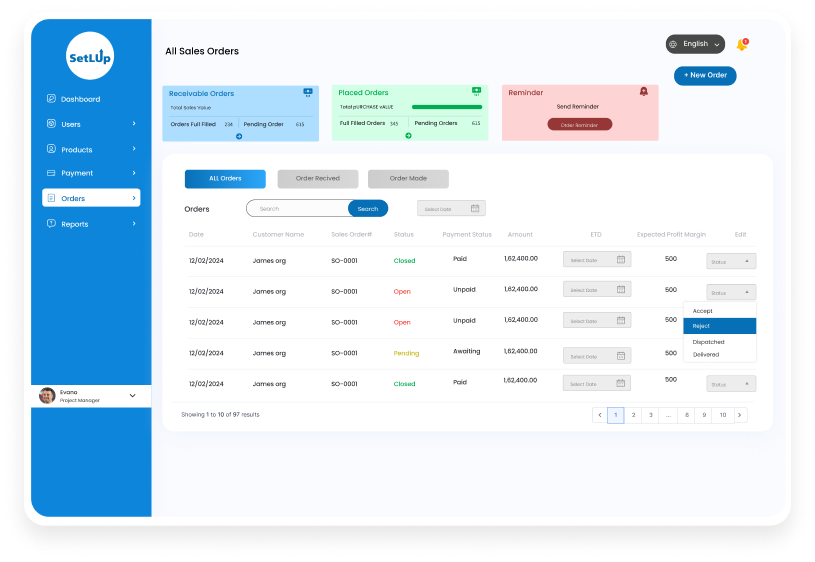 SetLUp
All Sales Orders
English
+ New Order
Dashboard
Users
Products
Payment
Orders
Reports
Evano
Project Manager
Receivable Orders
Total Sales Value
Orders Full Filled 234 Pending Order 615
Placed Orders
Total pURCHASE vALUE
Full Filled Orders 345 Pending Orders 615
Reminder
Send Reminder
Order Reminder
ALL Orders Order Recived Order Made
Orders Search Search Select Date
Date Customer Name Sales Order# Status Payment Status Amount ETD Expected Profit Margin Edit
12/02/2024 James org SO-0001 Closed Paid 1,62,400.00 Select Date 500 Status
12/02/2024 James org SO-0001 Open Unpaid 1,62,400.00 Select Date 500 Status
12/02/2024 James org SO-0001 Open Unpaid 1,62,400.00 Select Date 500
12/02/2024 James org SO-0001 Pending Awaiting 1,62,400.00 Select Date 500
12/02/2024 James org SO-0001 Closed Paid 1,62,400.00 Select Date 500 Status
Accept
Reject
Dispatched
Delivered
Showing 1 to 10 of 97 results
< 1 2 3 ... 8 9 10 >